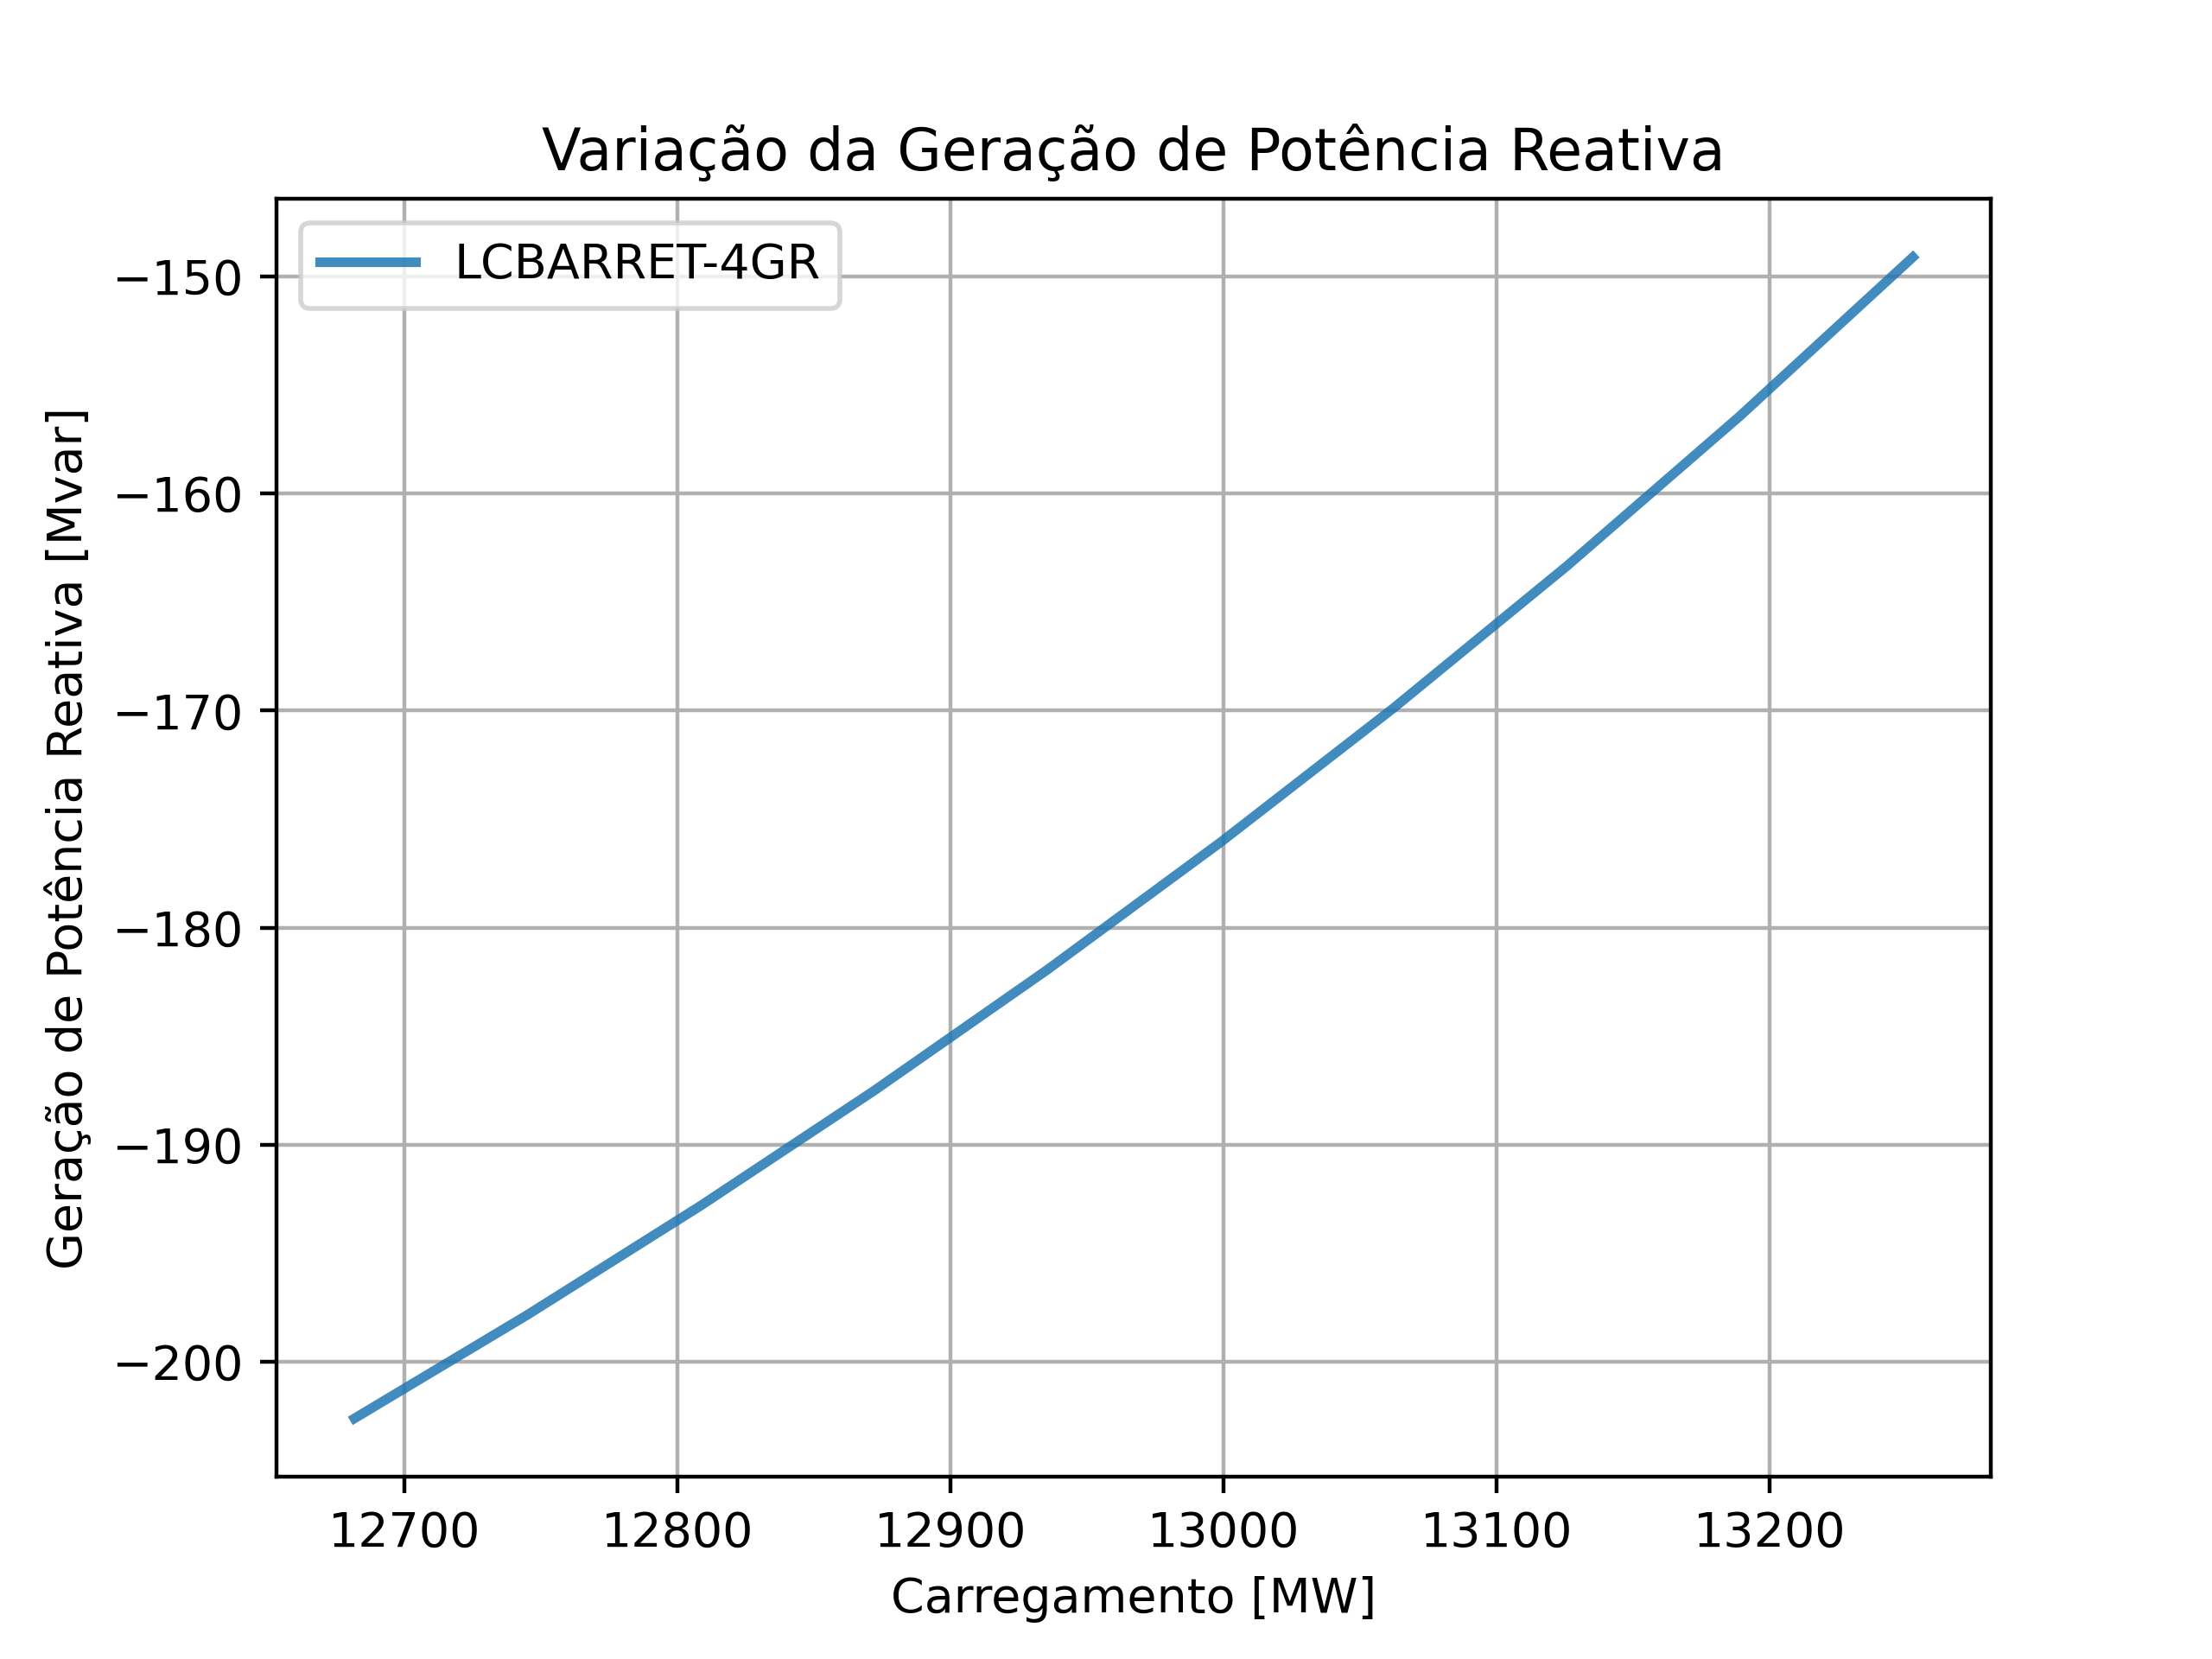 Variação da Geração de Potência Reativa
LCBARRET-4GR
Geração de Potência Reativa [Mvar]
−150
−160
−170
−180
−190
−200
12700 12800 12900 13000 13100 13200
Carregamento [MW]